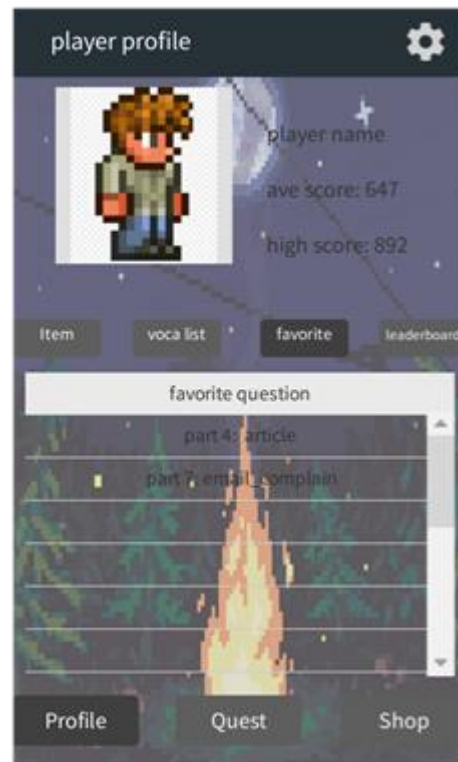 player profile
player name
ave score: 647
high score: 892
Item
voca list
favorite
leaderboard
favorite question
part 4: article
part 7: email_complain
Profile
Quest
Shop